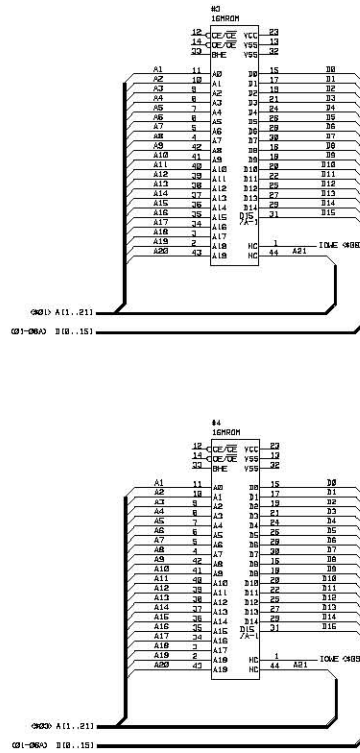 #3
16MROM
12 CE/CE VCC 23
14 OE/OE VSS 13
33 BHE VSS 32
A1 11 A0 D0 15 D0
A2 10 A1 D1 17 D1
A3 9 A2 D2 19 D2
A4 8 A3 D3 21 D3
A5 7 A4 D4 24 D4
A6 6 A5 D5 26 D5
A7 5 A6 D6 28 D6
A8 4 A7 D7 30 D7
A9 42 A8 D8 16 D8
A10 41 A9 D9 18 D9
A11 40 A10 D10 20 D10
A12 39 A11 D11 22 D11
A13 38 A12 D12 25 D12
A14 37 A13 D13 27 D13
A15 36 A14 D14 29 D14
A16 35 A15 D15 31 D15
A17 34 A16 /A-1
A18 3 A17
A19 2 A18 NC 1
A20 43 A19 NC 44 A21
A[1..21]
D[0..15]
#4
16MROM
12 CE/CE VCC 23
14 OE/OE VSS 13
33 BHE VSS 32
A1 11 A0 D0 15 D0
A2 10 A1 D1 17 D1
A3 9 A2 D2 19 D2
A4 8 A3 D3 21 D3
A5 7 A4 D4 24 D4
A6 6 A5 D5 26 D5
A7 5 A6 D6 28 D6
A8 4 A7 D7 30 D7
A9 42 A8 D8 16 D8
A10 41 A9 D9 18 D9
A11 40 A10 D10 20 D10
A12 39 A11 D11 22 D11
A13 38 A12 D12 25 D12
A14 37 A13 D13 27 D13
A15 36 A14 D14 29 D14
A16 35 A15 D15 31 D15
A17 34 A16 /A-1
A18 3 A17
A19 2 A18 NC 1
A20 43 A19 NC 44 A21
A[1..21]
D[0..15]